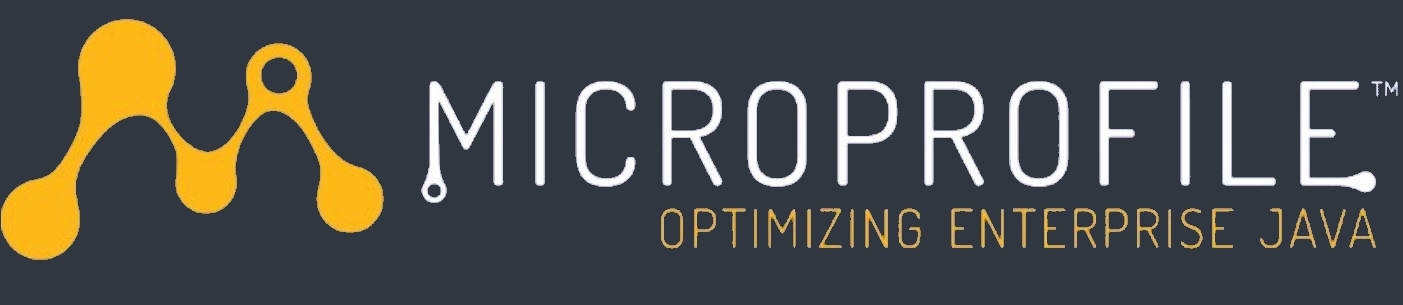 MICROPROFILE™
OPTIMIZING ENTERPRISE JAVA